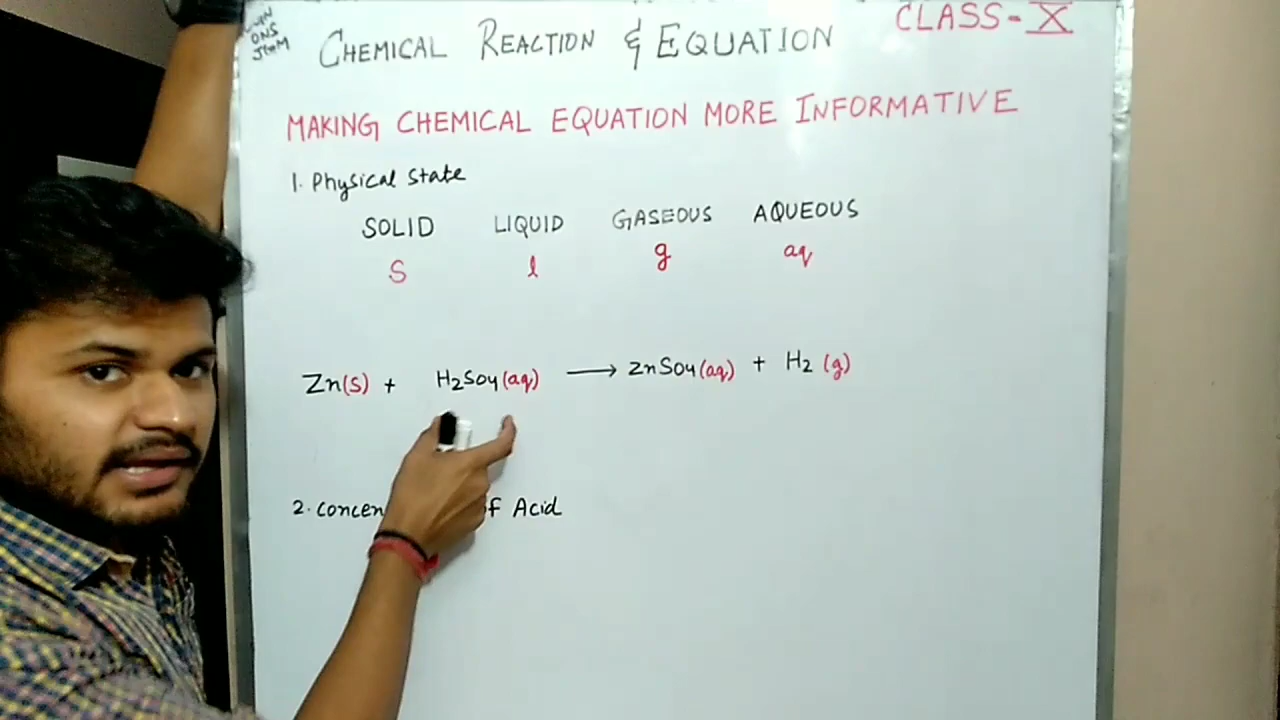 ONS
CHEMICAL REACTION & EQUATION
CLASS-X
MAKING CHEMICAL EQUATION MORE INFORMATIVE
1. Physical state
SOLID LIQUID GASEOUS AQUEOUS
s l g aq
Zn(s) + H2SO4(aq) ⟶ ZnSO4(aq) + H2 (g)
2. Acid